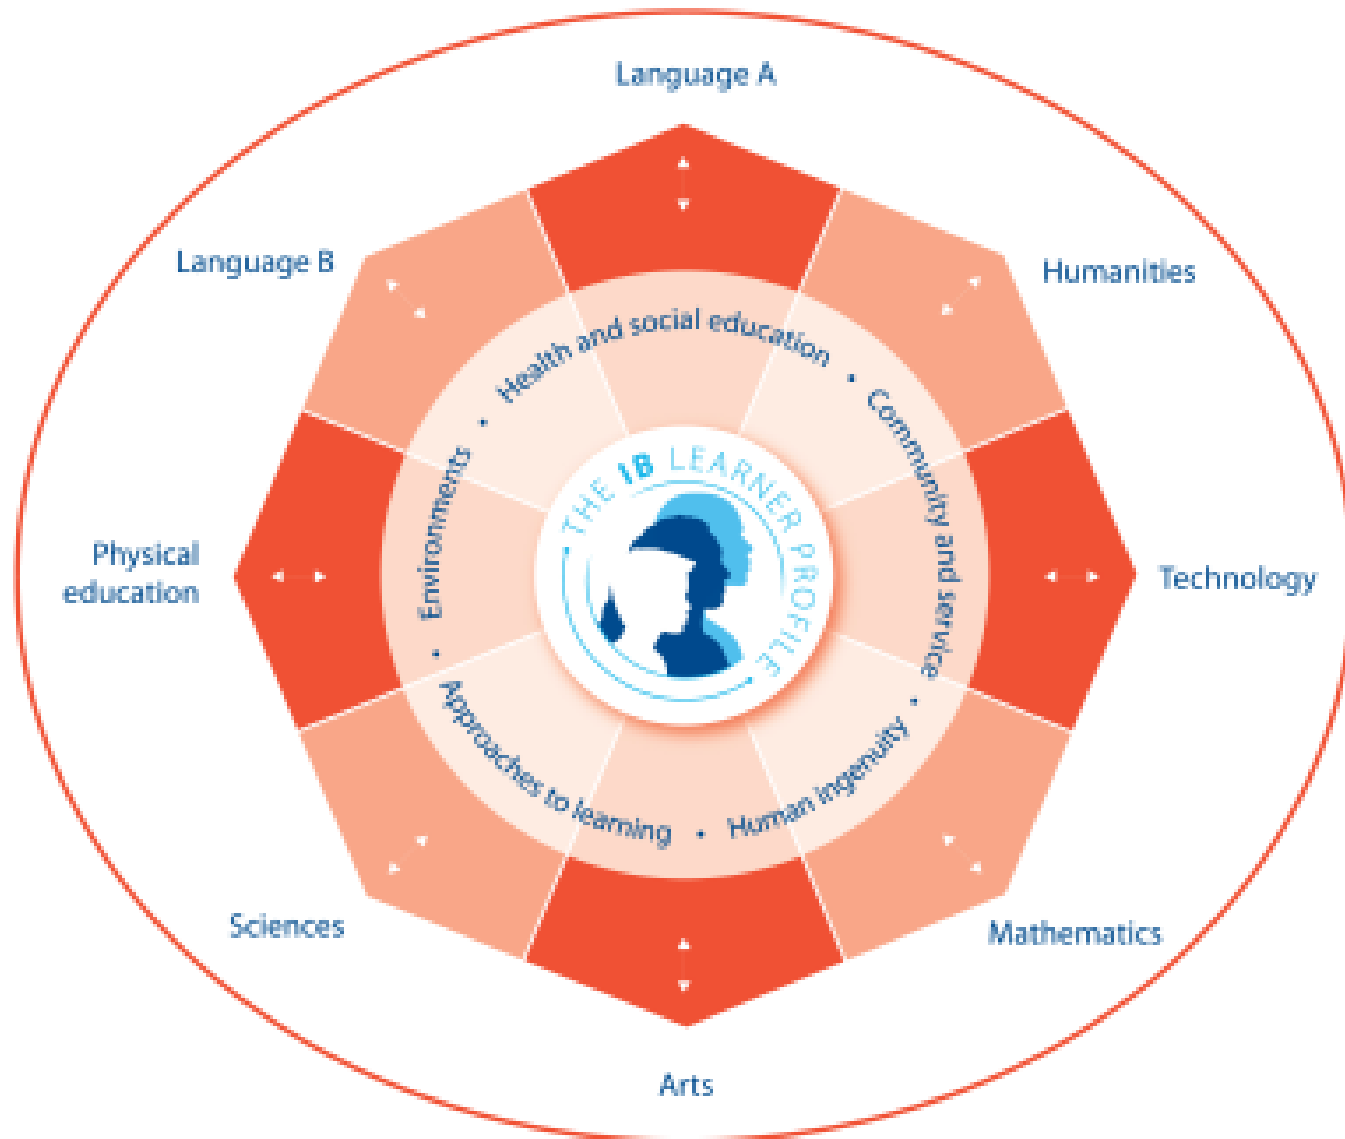 Language A
Language B
Humanities
Health and social education
•
Community and service
•
Human ingenuity
•
Approaches to learning
•
Environments
•
THE IB LEARNER PROFILE
Physical
education
Technology
Sciences
Mathematics
Arts